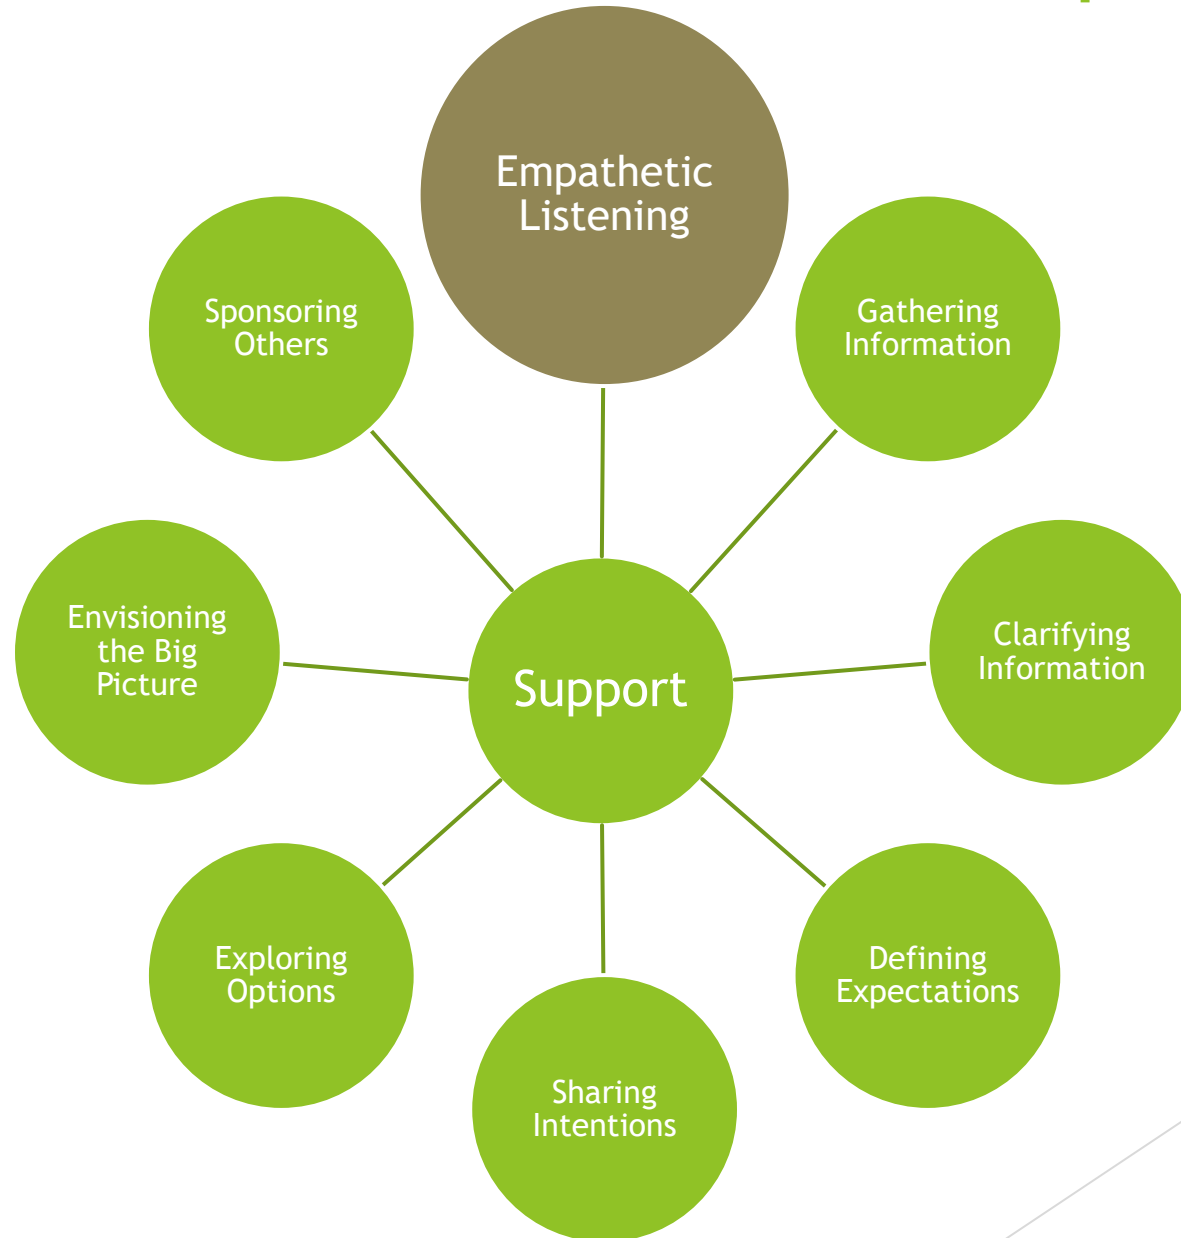 Empathetic
Listening
Gathering
Information
Clarifying
Information
Defining
Expectations
Sharing
Intentions
Exploring
Options
Envisioning
the Big
Picture
Sponsoring
Others
Support